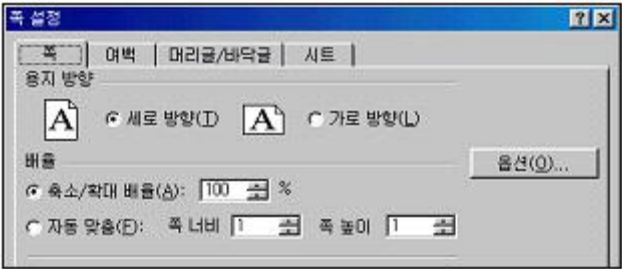 쪽 설정
쪽 여백 머리글/바닥글 시트
용지 방향
A 세로 방향(T) A 가로 방향(L)
배율
옵션(O)...
축소/확대 배율(A): 100 %
자동 맞춤(F): 쪽 너비 1 쪽 높이 1